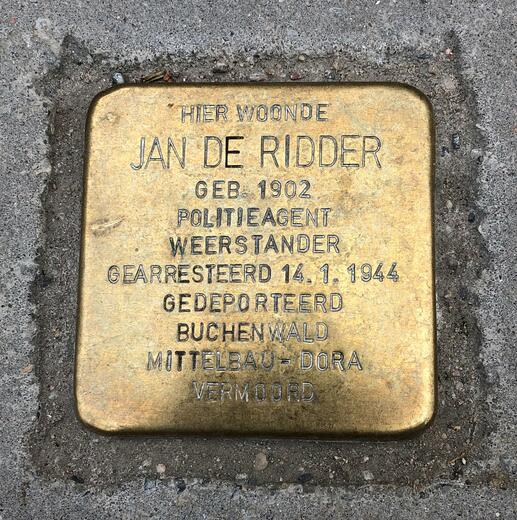 HIER WOONDE
JAN DE RIDDER
GEB. 1902
POLITIEAGENT
WEERSTANDER
GEARRESTEERD 14.1.1944
GEDEPORTEERD
BUCHENWALD
MITTELBAU-DORA
VERMOORD